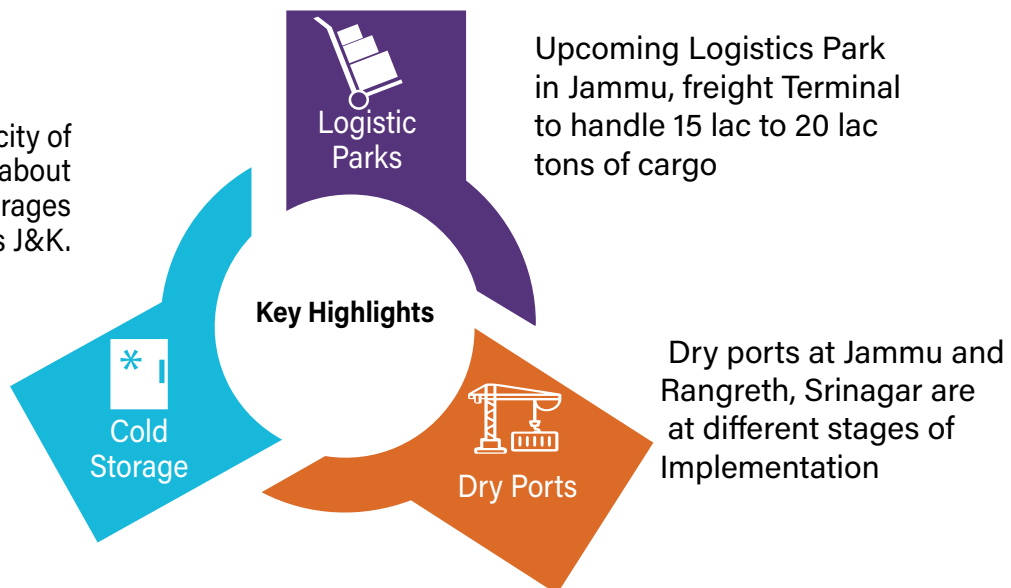 Logistic
Parks
Upcoming Logistics Park
in Jammu, freight Terminal
to handle 15 lac to 20 lac
tons of cargo
of
about
J&K.
Key Highlights
Cold
Storage
Dry Ports
Dry ports at Jammu and
Rangreth, Srinagar are
at different stages of
Implementation